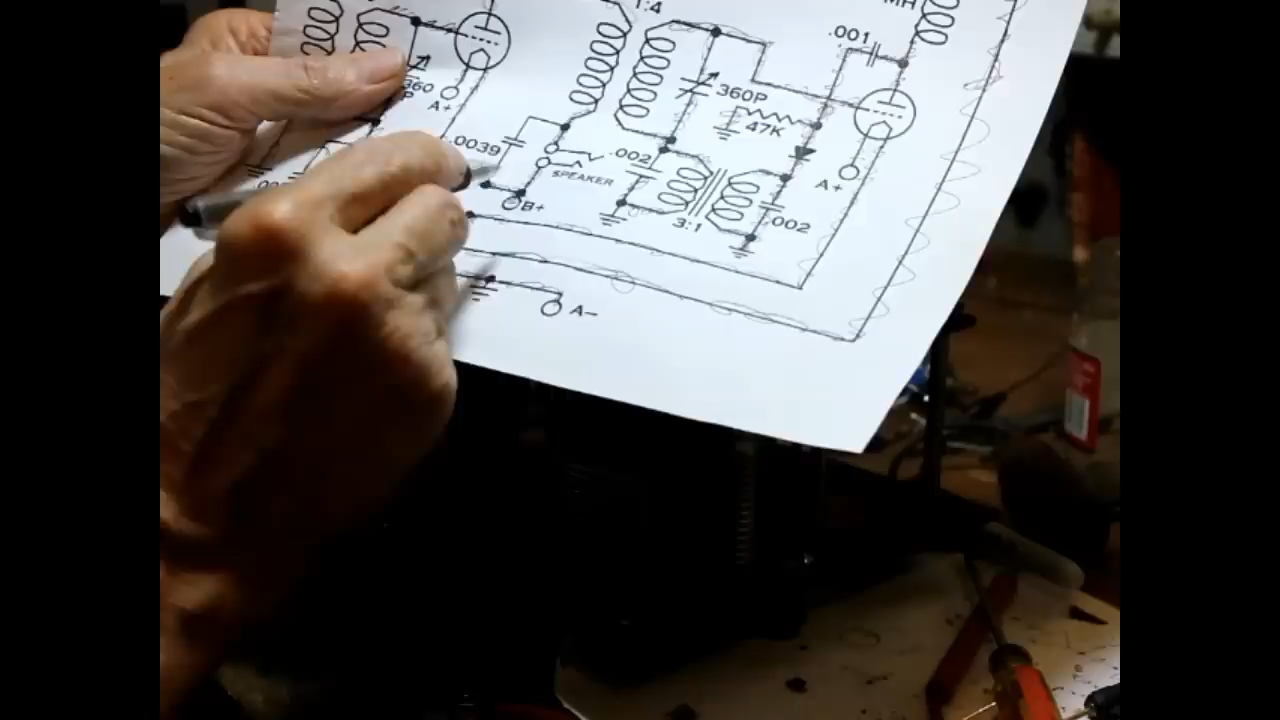 1:4
MH
.001
360
P
A+
360P
47K
.0039
.002
SPEAKER
A+
B+
3:1
.002
A−